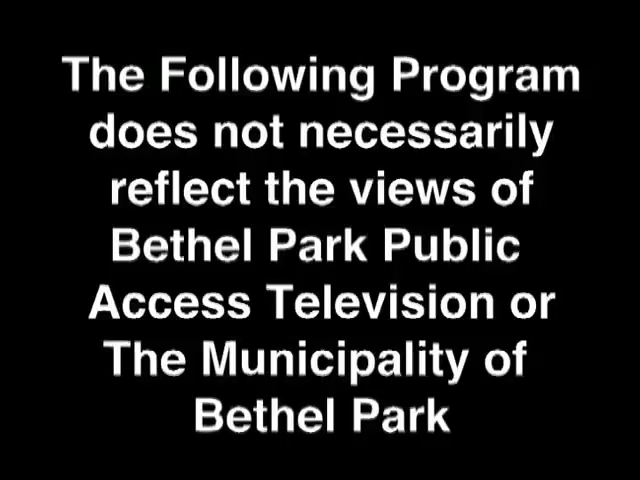 The Following Program
does not necessarily
reflect the views of
Bethel Park Public
Access Television or
The Municipality of
Bethel Park